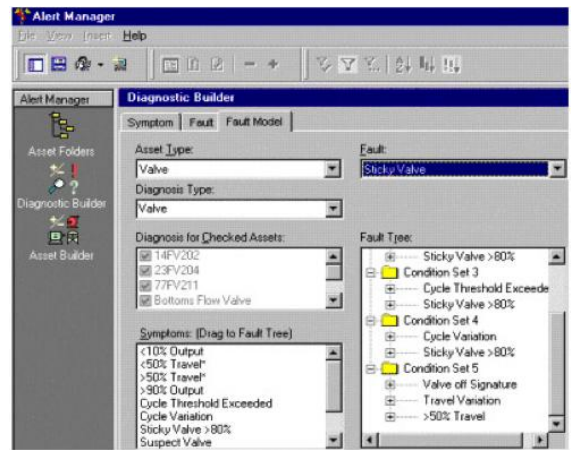 Alert Manager
File View Insert Help
Alert Manager
Diagnostic Builder
Symptom Fault Fault Model
Asset Folders
Diagnostic Builder
Asset Builder
Asset Type:
Valve
Diagnosis Type:
Valve
Diagnosis for Checked Assets:
14FV202
23FV204
77FV211
Bottoms Flow Valve
Symptoms: (Drag to Fault Tree)
<10% Output
<50% Travel*
>50% Travel*
>90% Output
Cycle Threshold Exceeded
Cycle Variation
Sticky Valve >80%
Suspect Valve
Fault:
Sticky Valve
Fault Tree:
Sticky Valve >80%
Condition Set 3
Cycle Threshold Exceede
Sticky Valve >80%
Condition Set 4
Cycle Variation
Sticky Valve >80%
Condition Set 5
Valve off Signature
Travel Variation
>50% Travel